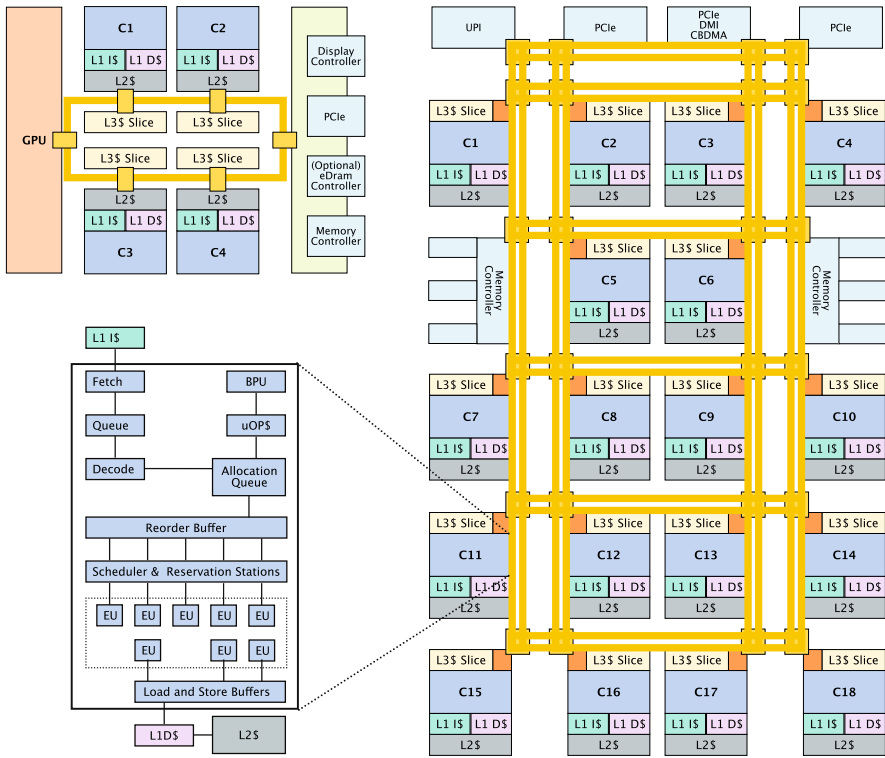 GPU
C1
C2
L1 I$ L1 D$
L1 I$ L1 D$
L2$
L2$
L3$ Slice
L3$ Slice
L3$ Slice
L3$ Slice
L2$
L2$
L1 I$ L1 D$
L1 I$ L1 D$
C3
C4
Display
Controller
PCIe
(Optional)
eDram
Controller
Memory
Controller
L1 I$
Fetch
BPU
Queue
uOP$
Decode
Allocation
Queue
Reorder Buffer
Scheduler & Reservation Stations
EU EU EU EU EU
EU EU EU
Load and Store Buffers
L1D$
L2$
UPI
PCIe
PCIe
DMI
CBDMA
PCIe
L3$ Slice
L3$ Slice
L3$ Slice
L3$ Slice
C1
C2
C3
C4
L1 I$ L1 D$
L1 I$ L1 D$
L1 I$ L1 D$
L1 I$ L1 D$
L2$
L2$
L2$
L2$
Memory
Controller
L3$ Slice
L3$ Slice
C5
C6
L1 I$ L1 D$
L1 I$ L1 D$
L2$
L2$
Memory
Controller
L3$ Slice
L3$ Slice
L3$ Slice
L3$ Slice
C7
C8
C9
C10
L1 I$ L1 D$
L1 I$ L1 D$
L1 I$ L1 D$
L1 I$ L1 D$
L2$
L2$
L2$
L2$
L3$ Slice
L3$ Slice
L3$ Slice
L3$ Slice
C11
C12
C13
C14
L1 I$ L1 D$
L1 I$ L1 D$
L1 I$ L1 D$
L1 I$ L1 D$
L2$
L2$
L2$
L2$
L3$ Slice
L3$ Slice
L3$ Slice
L3$ Slice
C15
C16
C17
C18
L1 I$ L1 D$
L1 I$ L1 D$
L1 I$ L1 D$
L1 I$ L1 D$
L2$
L2$
L2$
L2$